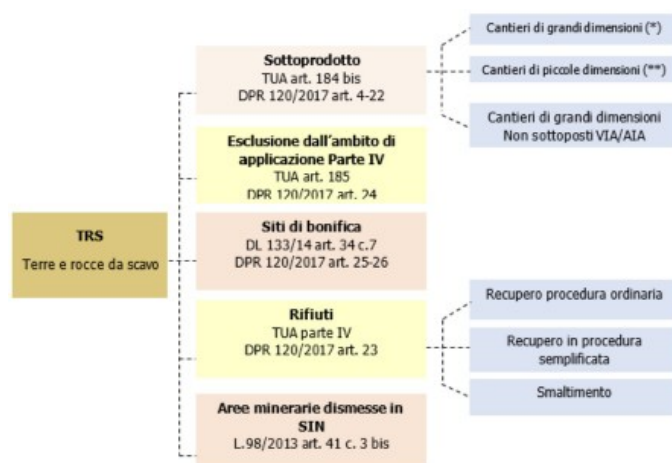 TRS
Terre e rocce da scavo
Sottoprodotto
TUA art. 184 bis
DPR 120/2017 art. 4-22
Esclusione dall'ambito di
applicazione Parte IV
TUA art. 185
DPR 120/2017 art. 24
Siti di bonifica
DL 133/14 art. 34 c.7
DPR 120/2017 art. 25-26
Rifiuti
TUA parte IV
DPR 120/2017 art. 23
Aree minerarie dismesse in
SIN
L.98/2013 art. 41 c. 3 bis
Cantieri di grandi dimensioni (*)
Cantieri di piccole dimensioni (**)
Cantieri di grandi dimensioni
Non sottoposti VIA/AIA
Recupero procedura ordinaria
Recupero in procedura
semplificata
Smaltimento